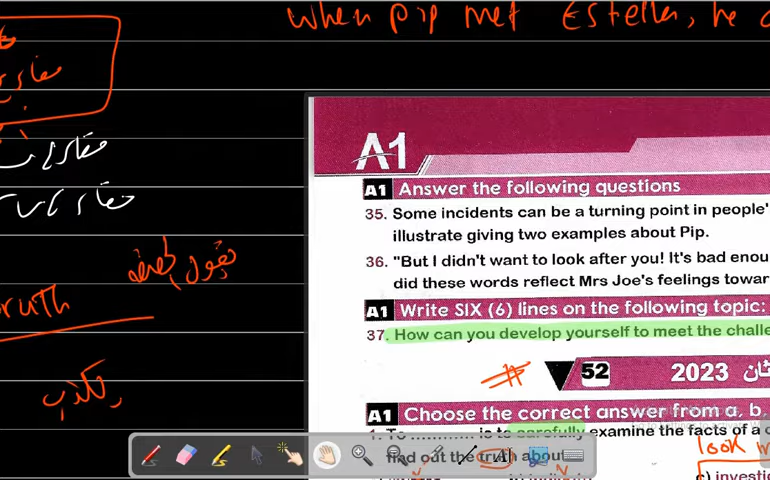 When pip met Estella, he
A1
A1 Answer the following questions
35. Some incidents can be a turning point in people'
illustrate giving two examples about Pip.
36. "But I didn't want to look after you! It's bad enou
did these words reflect Mrs Joe's feelings towar
A1 Write SIX (6) lines on the following topic:
37. How can you develop yourself to meet the challe
52 2023
A1 Choose the correct answer from a, b,
1. To .............. is to carefully examine the facts of a
look
find out the truth about
c) investi
يقول الحقيقة
ruth
يكذب